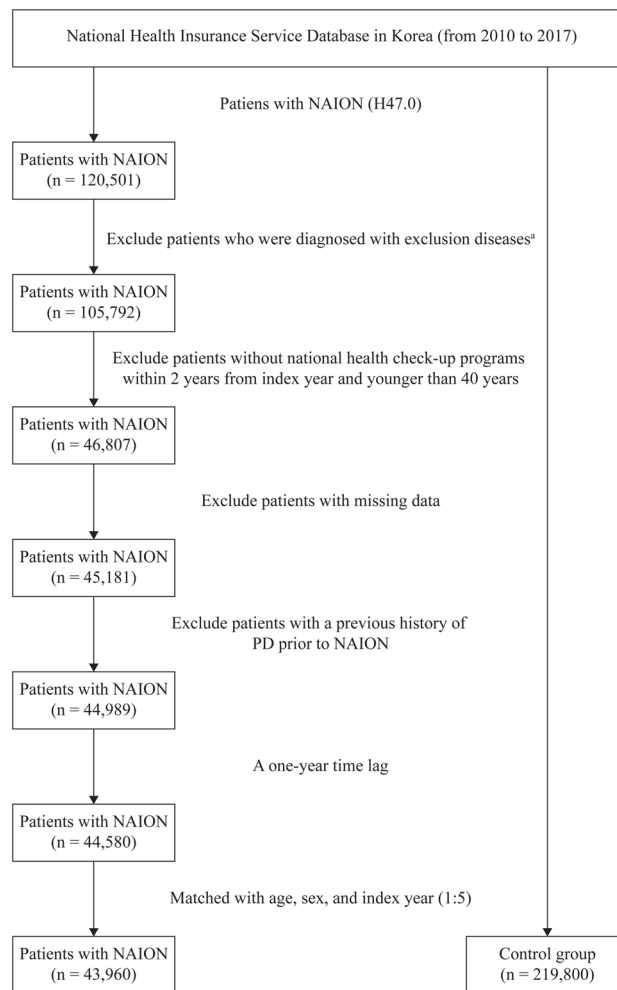 National Health Insurance Service Database in Korea (from 2010 to 2017)
Patiens with NAION (H47.0)
Patients with NAION
(n = 120,501)
Exclude patients who were diagnosed with exclusion diseasesᵃ
Patients with NAION
(n = 105,792)
Exclude patients without national health check-up programs
within 2 years from index year and younger than 40 years
Patients with NAION
(n = 46,807)
Exclude patients with missing data
Patients with NAION
(n = 45,181)
Exclude patients with a previous history of
PD prior to NAION
Patients with NAION
(n = 44,989)
A one-year time lag
Patients with NAION
(n = 44,580)
Matched with age, sex, and index year (1:5)
Patients with NAION
(n = 43,960)
Control group
(n = 219,800)